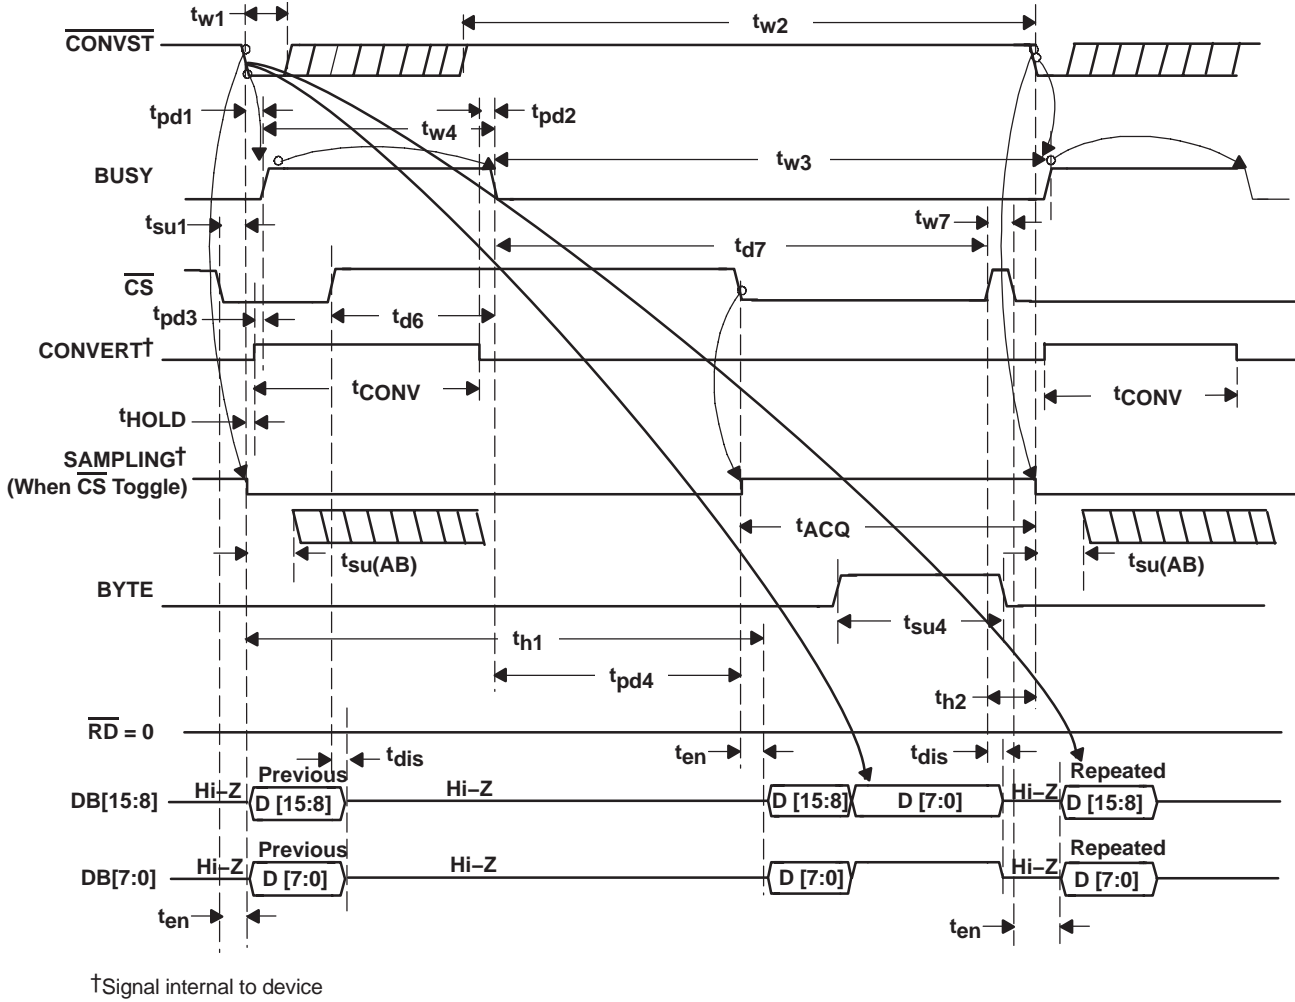 tw1
tw2
CONVST
tpd1
tw4
tpd2
tw3
BUSY
tsu1
tw7
td7
CS
tpd3
td6
CONVERT†
tCONV
tCONV
tHOLD
SAMPLING†
(When CS Toggle)
tACQ
tsu(AB)
tsu(AB)
BYTE
tsu4
th1
tpd4
th2
RD = 0
tdis
ten
tdis
Previous
Repeated
DB[15:8]
Hi–Z
D [15:8]
Hi–Z
D [15:8]
D [7:0]
Hi–Z
D [15:8]
Previous
Repeated
DB[7:0]
Hi–Z
D [7:0]
Hi–Z
D [7:0]
Hi–Z
D [7:0]
ten
ten
†Signal internal to device